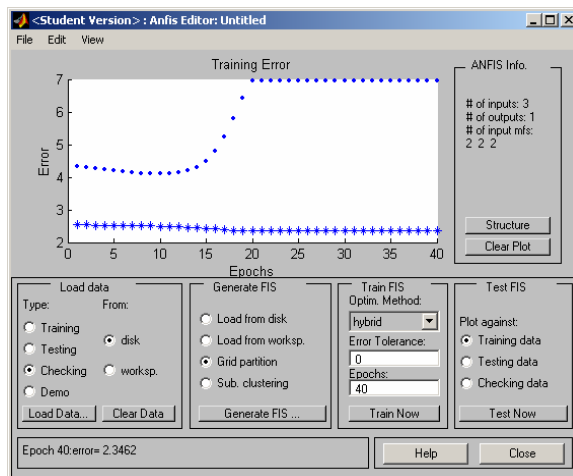 <Student Version> : Anfis Editor: Untitled
File Edit View
Training Error
7
6
5
4
3
2
Error
0 5 10 15 20 25 30 35 40
Epochs
ANFIS Info.
# of inputs: 3
# of outputs: 1
# of input mfs:
2 2 2
Structure
Clear Plot
Load data
Type: From:
Training
Testing
Checking
Demo
disk
worksp.
Load Data... Clear Data
Generate FIS
Load from disk
Load from worksp.
Grid partition
Sub. clustering
Generate FIS ...
Train FIS
Optim. Method:
hybrid
Error Tolerance:
0
Epochs:
40
Train Now
Test FIS
Plot against:
Training data
Testing data
Checking data
Test Now
Epoch 40:error= 2.3462
Help Close